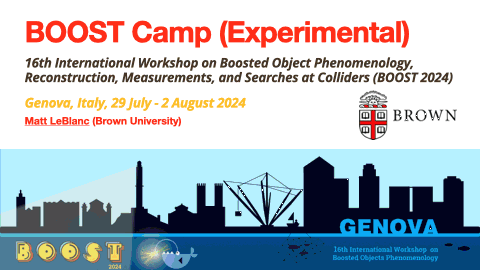 BOOST Camp (Experimental)
16th International Workshop on Boosted Object Phenomenology,
Reconstruction, Measurements, and Searches at Colliders (BOOST 2024)
Genova, Italy, 29 July - 2 August 2024
Matt LeBlanc (Brown University)
BROWN
GENOVA
16th International Workshop on
Boosted Objects Phenomenology
BOOST
2024